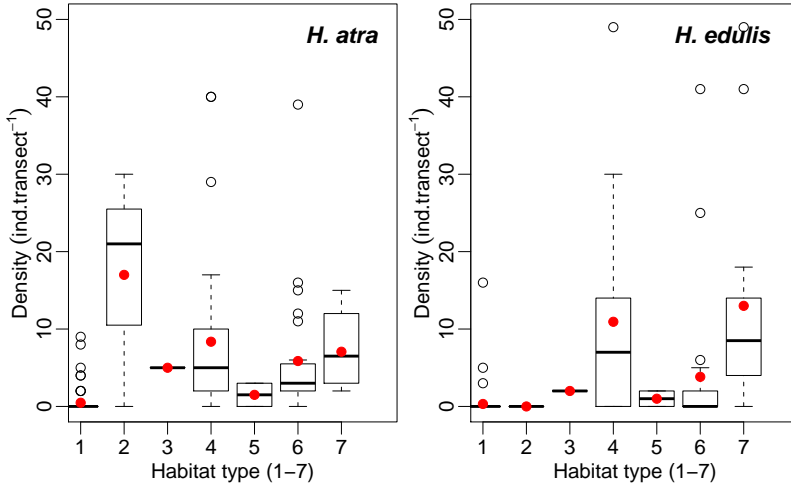 H. atra
50
40
30
20
10
0
Density (ind.transect⁻¹)
1 2 3 4 5 6 7
Habitat type (1−7)
H. edulis
50
40
30
20
10
0
Density (ind.transect⁻¹)
1 2 3 4 5 6 7
Habitat type (1−7)